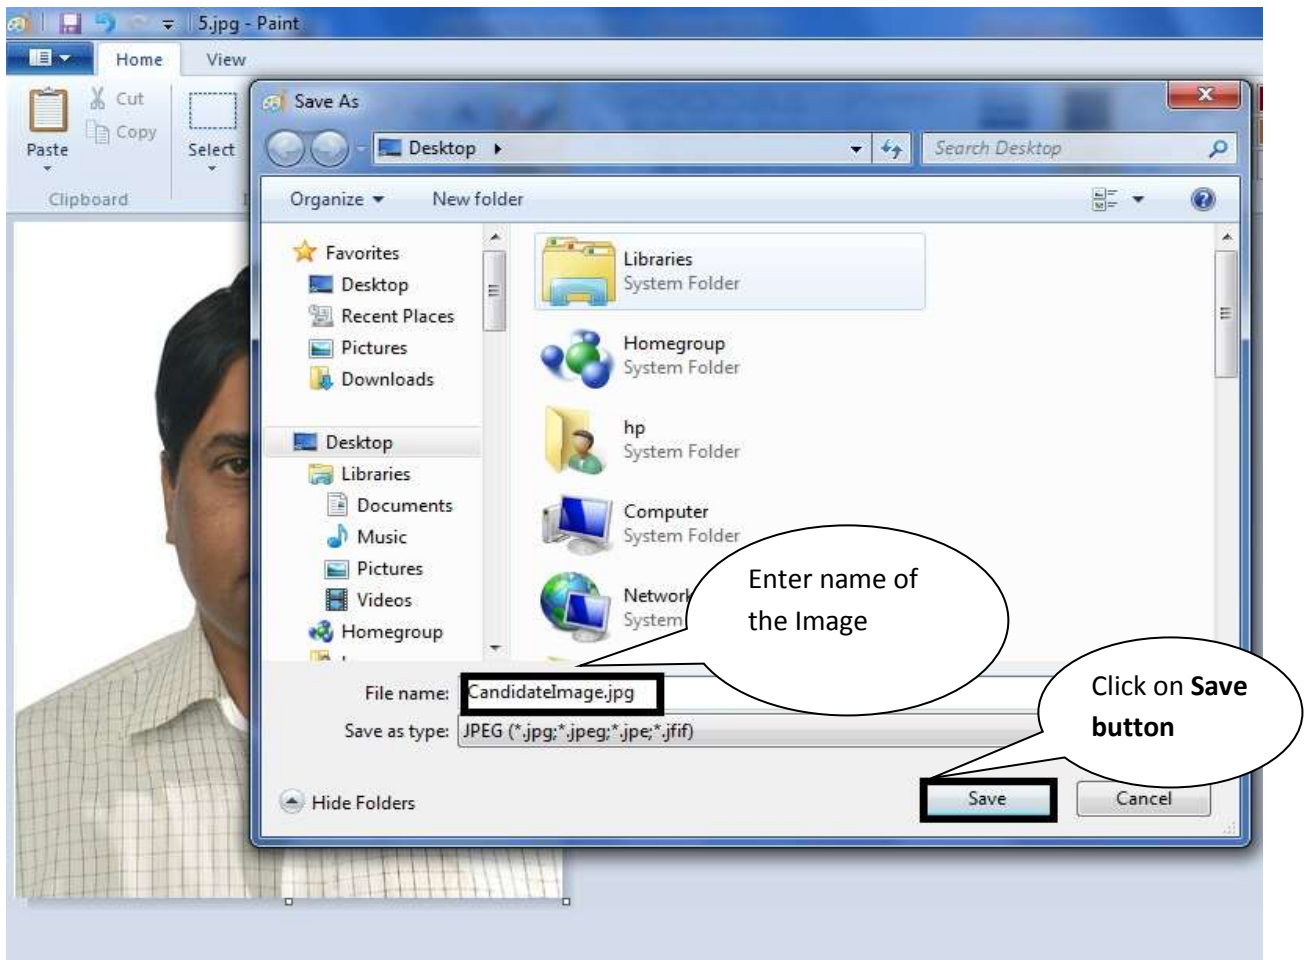 5.jpg - Paint
Home View
Cut
Copy
Paste
Select
Clipboard
Save As
Desktop
Search Desktop
Organize
New folder
Favorites
Desktop
Recent Places
Pictures
Downloads
Desktop
Libraries
Documents
Music
Pictures
Videos
Homegroup
Libraries
System Folder
Homegroup
System Folder
hp
System Folder
Computer
System Folder
Network
System
Enter name of
the Image
File name: CandidateImage.jpg
Save as type: JPEG (*.jpg;*.jpeg;*.jpe;*.jfif)
Click on Save
button
Hide Folders
Save
Cancel